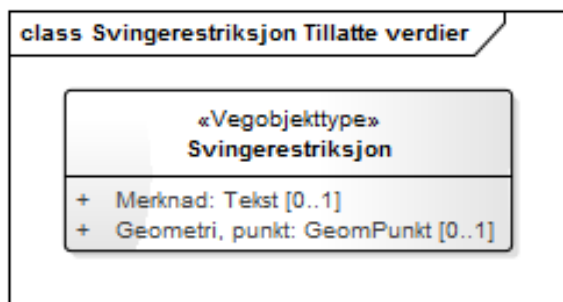 class Svingerestriksjon Tillatte verdier
«Vegobjekttype»
Svingerestriksjon
+ Merknad: Tekst [0..1]
+ Geometri, punkt: GeomPunkt [0..1]